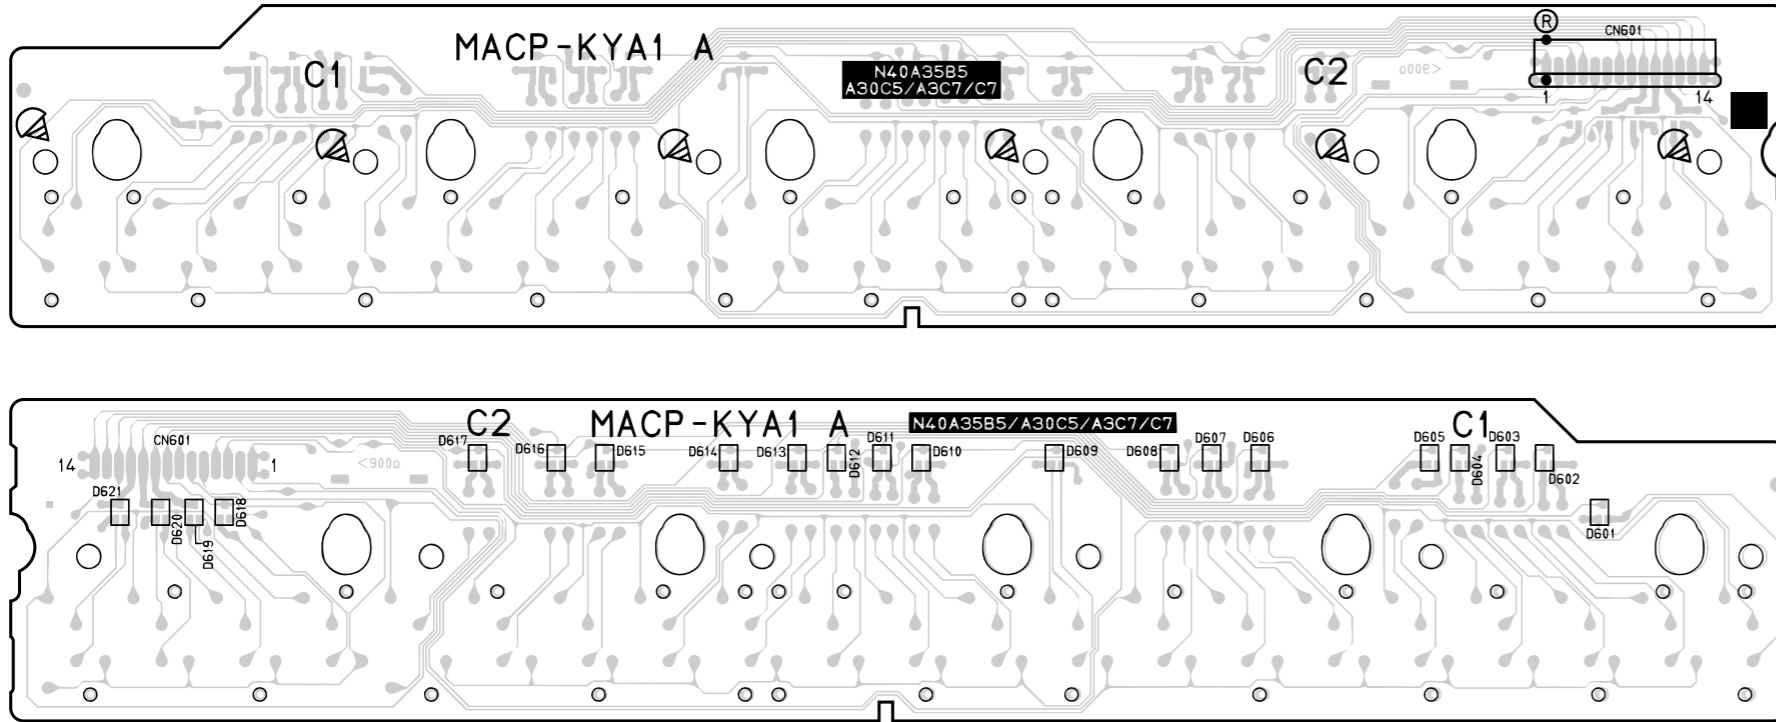 R
CN601
MACP-KYA1 A
C1
N40A35B5
A30C5/A3C7/C7
C2
<900Ω
1
14
C2
MACP-KYA1 A
N40A35B5/A30C5/A3C7/C7
C1
CN601
14
1
<900Ω
D617
D616
D615
D614
D613
D612
D611
D610
D609
D608
D607
D606
D605
D604
D603
D602
D621
D620
D619
D618
D601